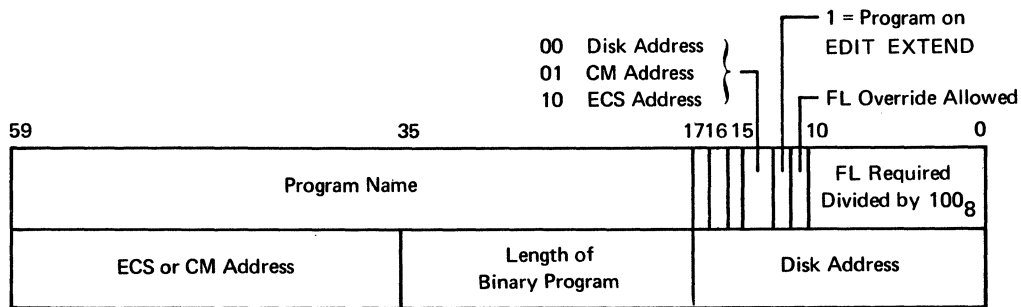 1 = Program on
EDIT EXTEND
00 Disk Address
01 CM Address
10 ECS Address
FL Override Allowed
59 35 17 16 15 10 0
Program Name
FL Required
Divided by 100₈
ECS or CM Address
Length of
Binary Program
Disk Address